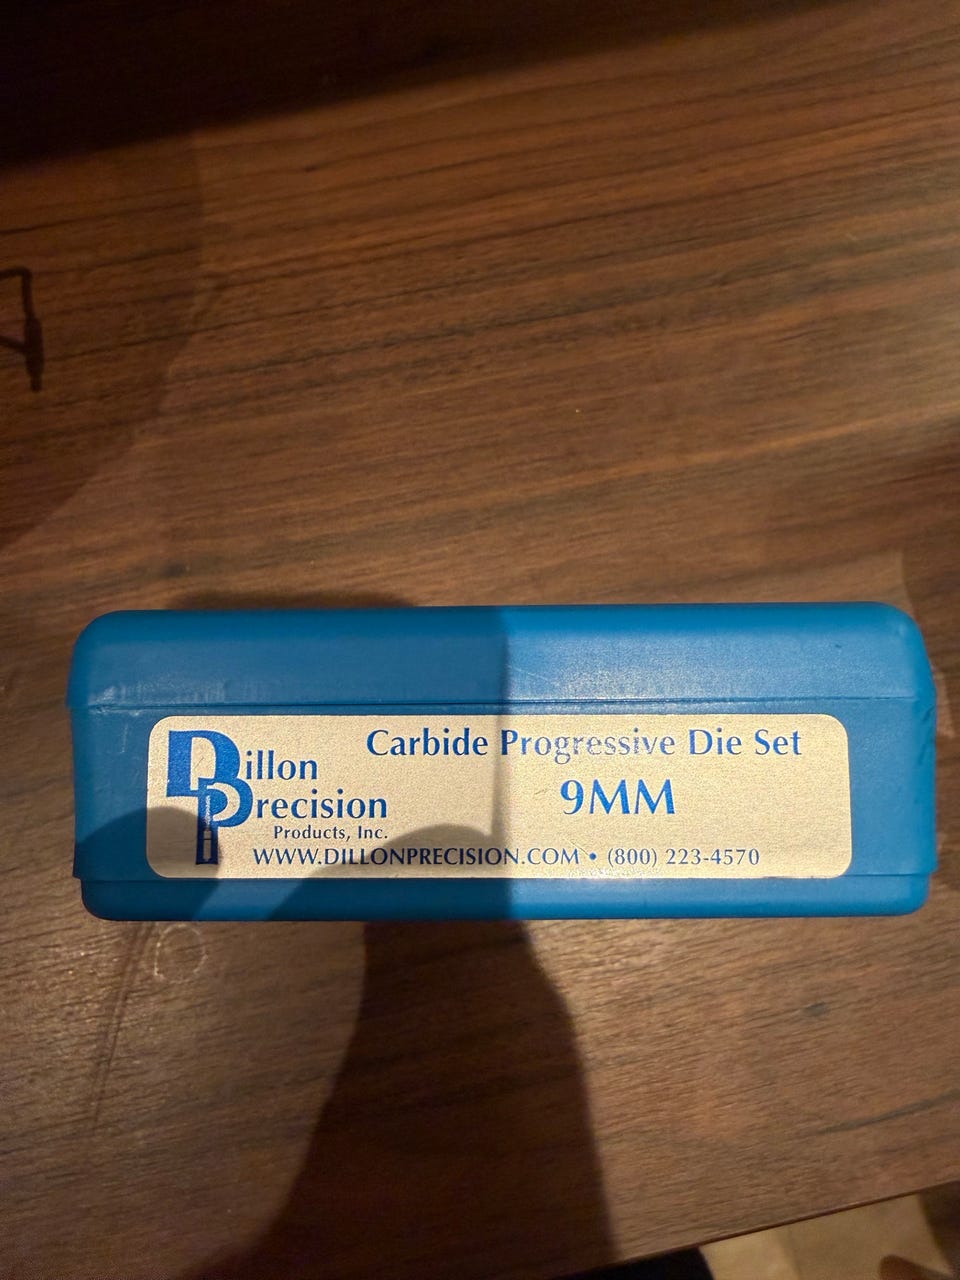 Dillon
Precision
Products, Inc.
Carbide Progressive Die Set
9MM
WWW.DILLONPRECISION.COM • (800) 223-4570